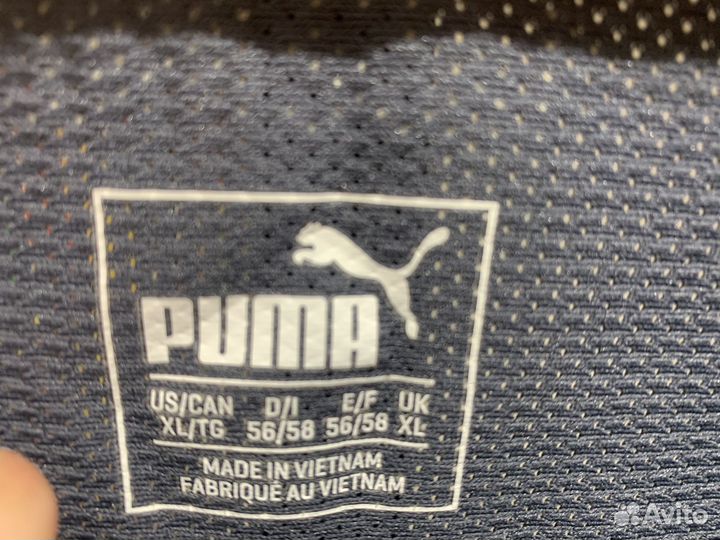 PUMA
US/CAN D/I E/F UK
XL/TG 56/58 56/58 XL
MADE IN VIETNAM
FABRIQUÉ AU VIETNAM
Avito